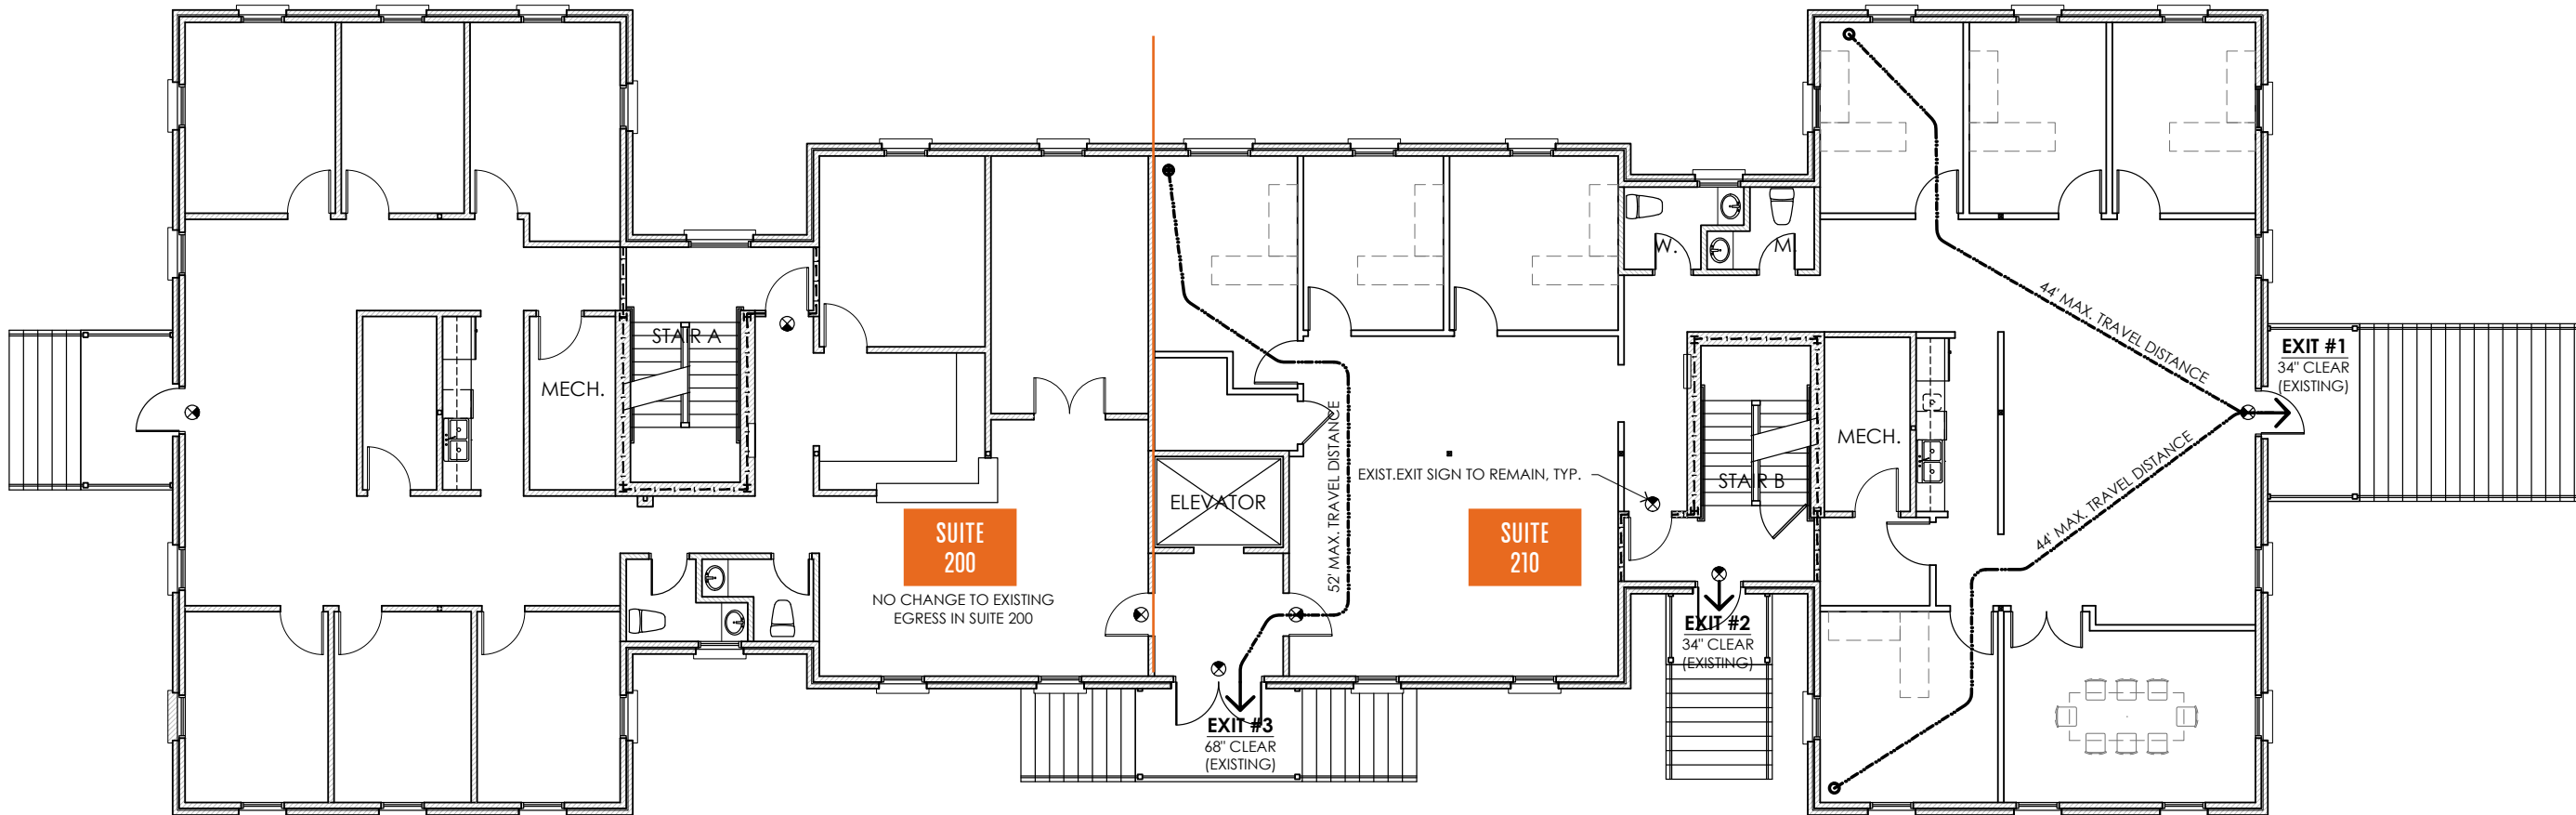 STAIR A
MECH.
SUITE
200
NO CHANGE TO EXISTING
EGRESS IN SUITE 200
ELEVATOR
52' MAX. TRAVEL DISTANCE
EXIT #3
68" CLEAR
(EXISTING)
EXIST.EXIT SIGN TO REMAIN, TYP.
SUITE
210
W.
M
STAIR B
MECH.
EXIT #2
34" CLEAR
(EXISTING)
44' MAX. TRAVEL DISTANCE
44' MAX. TRAVEL DISTANCE
EXIT #1
34" CLEAR
(EXISTING)